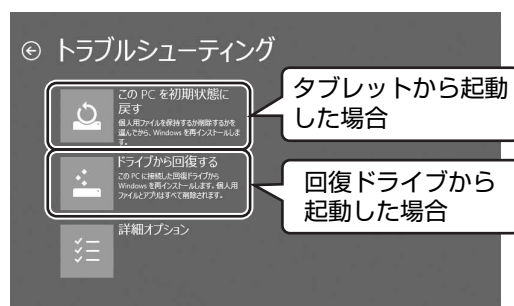 トラブルシューティング
この PC を初期状態に
戻す
個人用ファイルを保持するか削除するかを
選んでから、Windows を再インストールしま
す。
タブレットから起動
した場合
ドライブから回復する
この PC に接続した回復ドライブから
Windows を再インストールします。個人用
ファイルとアプリはすべて削除されます。
回復ドライブから
起動した場合
詳細オプション